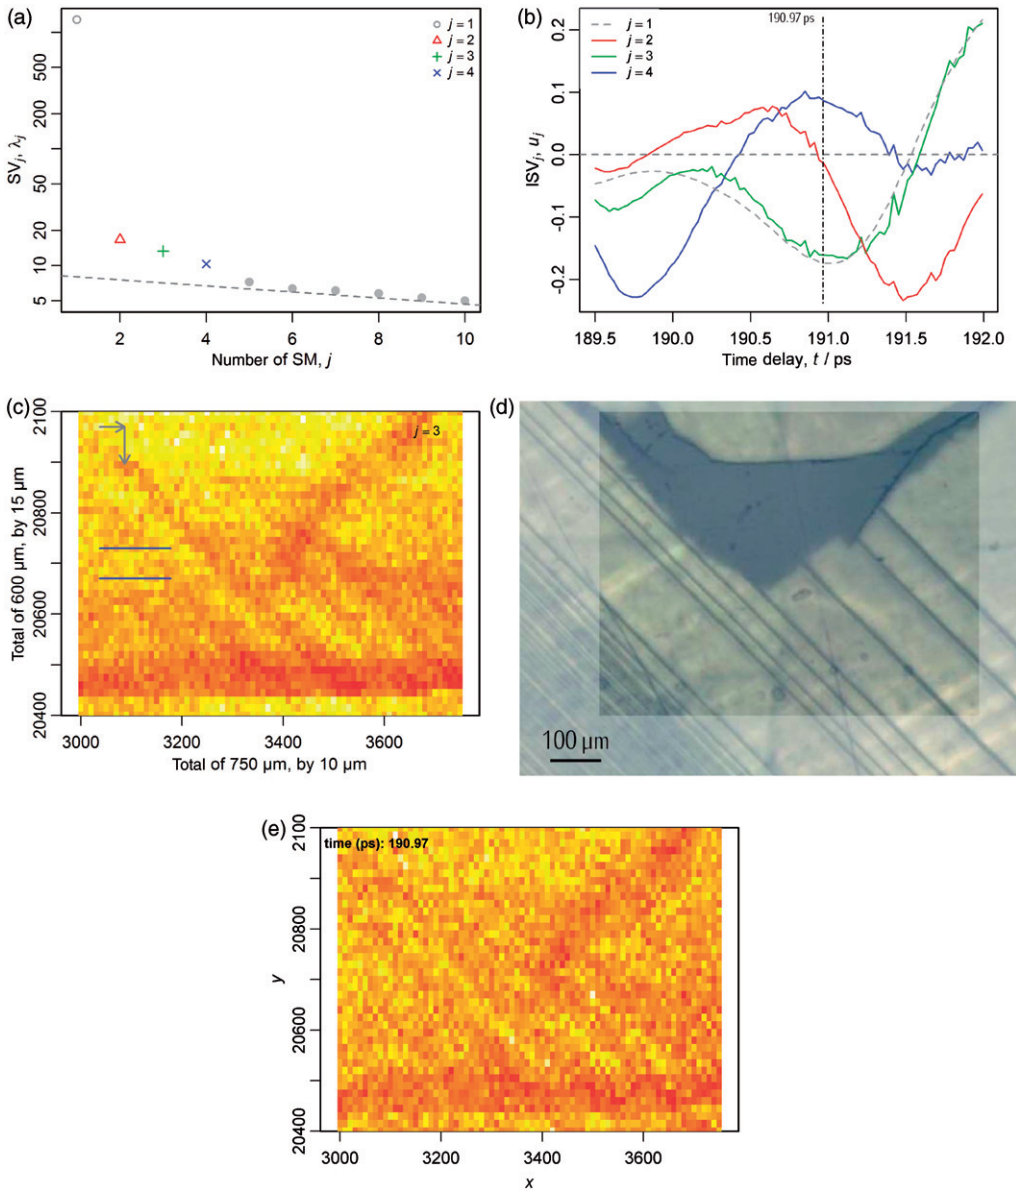 (a)
500
200
50
20
10
5
SVj, λj
2
4
6
8
10
Number of SM, j
j = 1
j = 2
j = 3
j = 4
(b)
190.97 ps
j = 1
j = 2
j = 3
j = 4
0.2
0.1
0.0
-0.1
-0.2
ISVj, uj
189.5
190.0
190.5
191.0
191.5
192.0
Time delay, t / ps
(c)
j = 3
2100
20800
20600
20400
Total of 600 µm, by 15 µm
3000
3200
3400
3600
Total of 750 µm, by 10 µm
(d)
100 µm
(e)
time (ps): 190.97
2100
20800
20600
20400
y
3000
3200
3400
3600
x